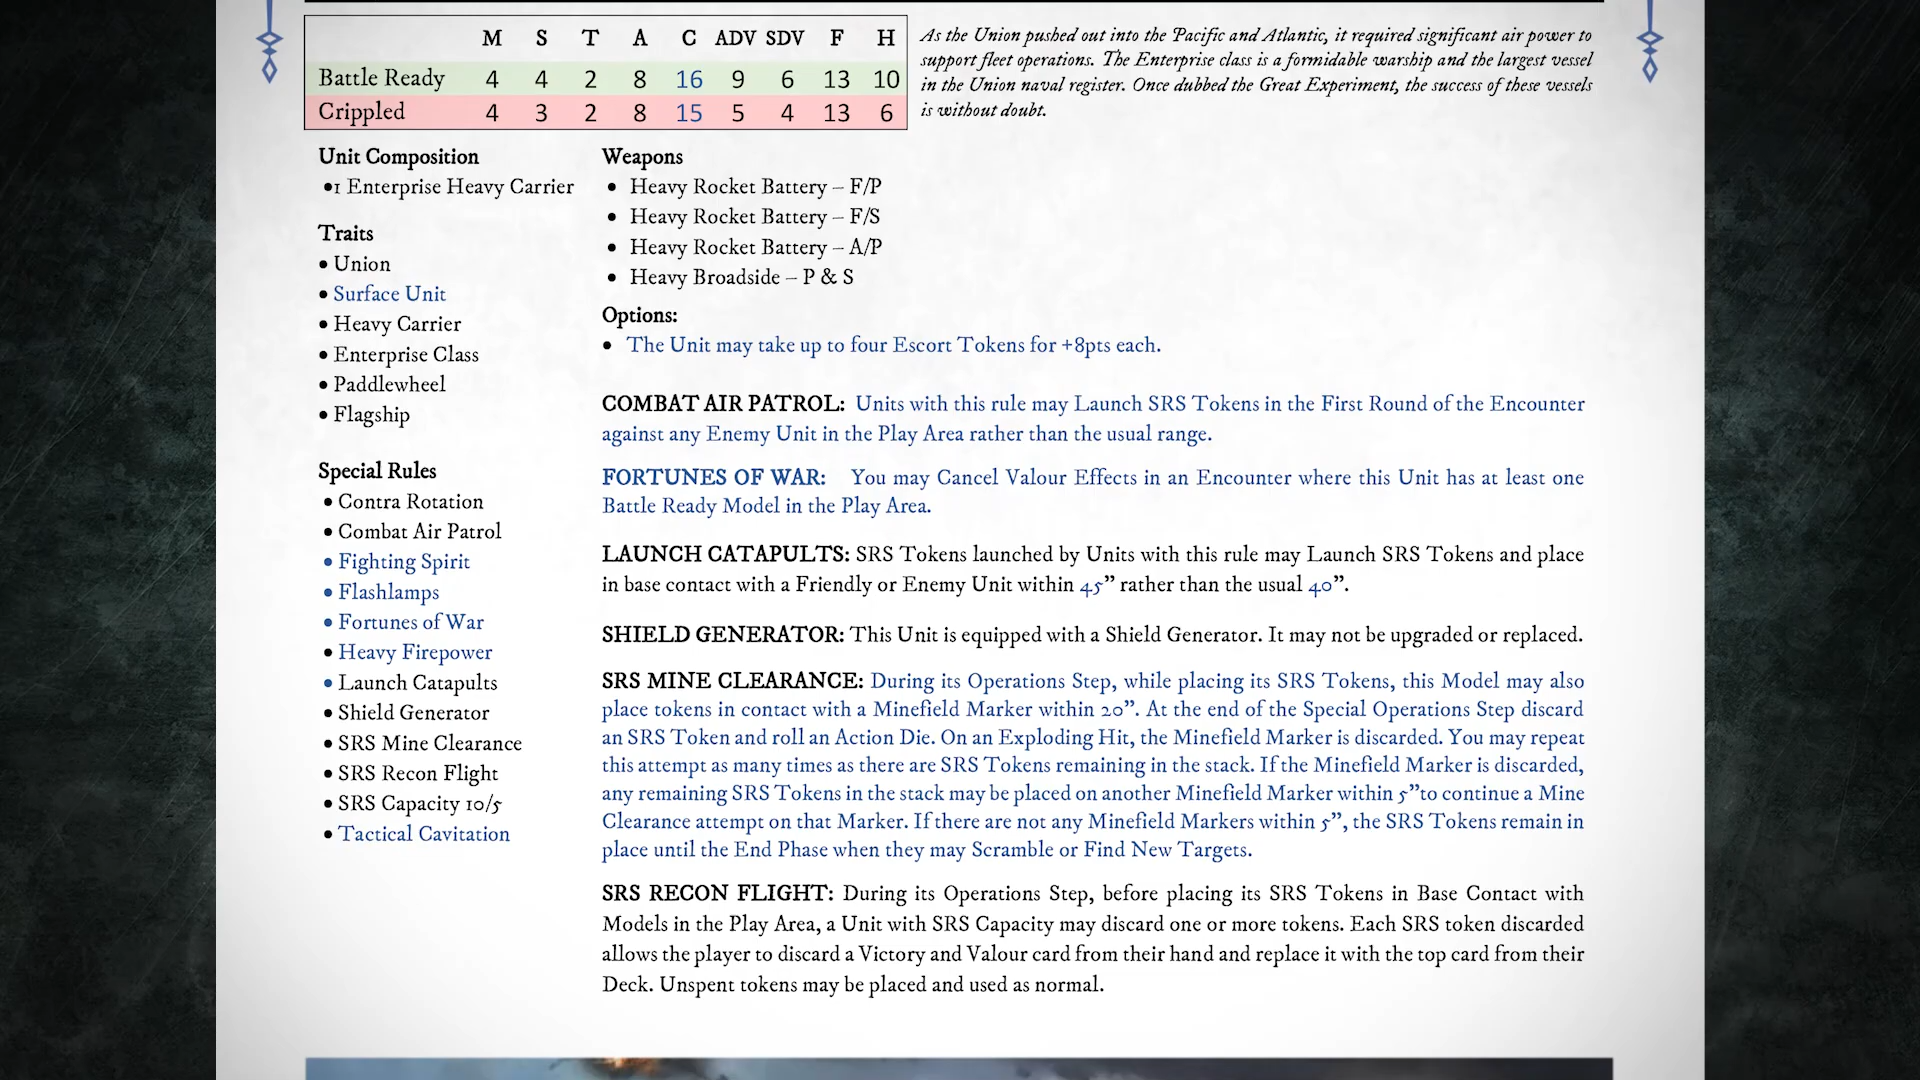 M S T A C ADV SDV F H
Battle Ready 4 4 2 8 16 9 6 13 10
Crippled 4 3 2 8 15 5 4 13 6
As the Union pushed out into the Pacific and Atlantic, it required significant air power to
support fleet operations. The Enterprise class is a formidable warship and the largest vessel
in the Union naval register. Once dubbed the Great Experiment, the success of these vessels
is without doubt.
Unit Composition
•1 Enterprise Heavy Carrier
Traits
• Union
• Surface Unit
• Heavy Carrier
• Enterprise Class
• Paddlewheel
• Flagship
Special Rules
• Contra Rotation
• Combat Air Patrol
• Fighting Spirit
• Flashlamps
• Fortunes of War
• Heavy Firepower
• Launch Catapults
• Shield Generator
• SRS Mine Clearance
• SRS Recon Flight
• SRS Capacity 10/5
• Tactical Cavitation
Weapons
• Heavy Rocket Battery – F/P
• Heavy Rocket Battery – F/S
• Heavy Rocket Battery – A/P
• Heavy Broadside – P & S
Options:
• The Unit may take up to four Escort Tokens for +8pts each.
COMBAT AIR PATROL: Units with this rule may Launch SRS Tokens in the First Round of the Encounter
against any Enemy Unit in the Play Area rather than the usual range.
FORTUNES OF WAR: You may Cancel Valour Effects in an Encounter where this Unit has at least one
Battle Ready Model in the Play Area.
LAUNCH CATAPULTS: SRS Tokens launched by Units with this rule may Launch SRS Tokens and place
in base contact with a Friendly or Enemy Unit within 45” rather than the usual 40”.
SHIELD GENERATOR: This Unit is equipped with a Shield Generator. It may not be upgraded or replaced.
SRS MINE CLEARANCE: During its Operations Step, while placing its SRS Tokens, this Model may also
place tokens in contact with a Minefield Marker within 20”. At the end of the Special Operations Step discard
an SRS Token and roll an Action Die. On an Exploding Hit, the Minefield Marker is discarded. You may repeat
this attempt as many times as there are SRS Tokens remaining in the stack. If the Minefield Marker is discarded,
any remaining SRS Tokens in the stack may be placed on another Minefield Marker within 5”to continue a Mine
Clearance attempt on that Marker. If there are not any Minefield Markers within 5”, the SRS Tokens remain in
place until the End Phase when they may Scramble or Find New Targets.
SRS RECON FLIGHT: During its Operations Step, before placing its SRS Tokens in Base Contact with
Models in the Play Area, a Unit with SRS Capacity may discard one or more tokens. Each SRS token discarded
allows the player to discard a Victory and Valour card from their hand and replace it with the top card from their
Deck. Unspent tokens may be placed and used as normal.